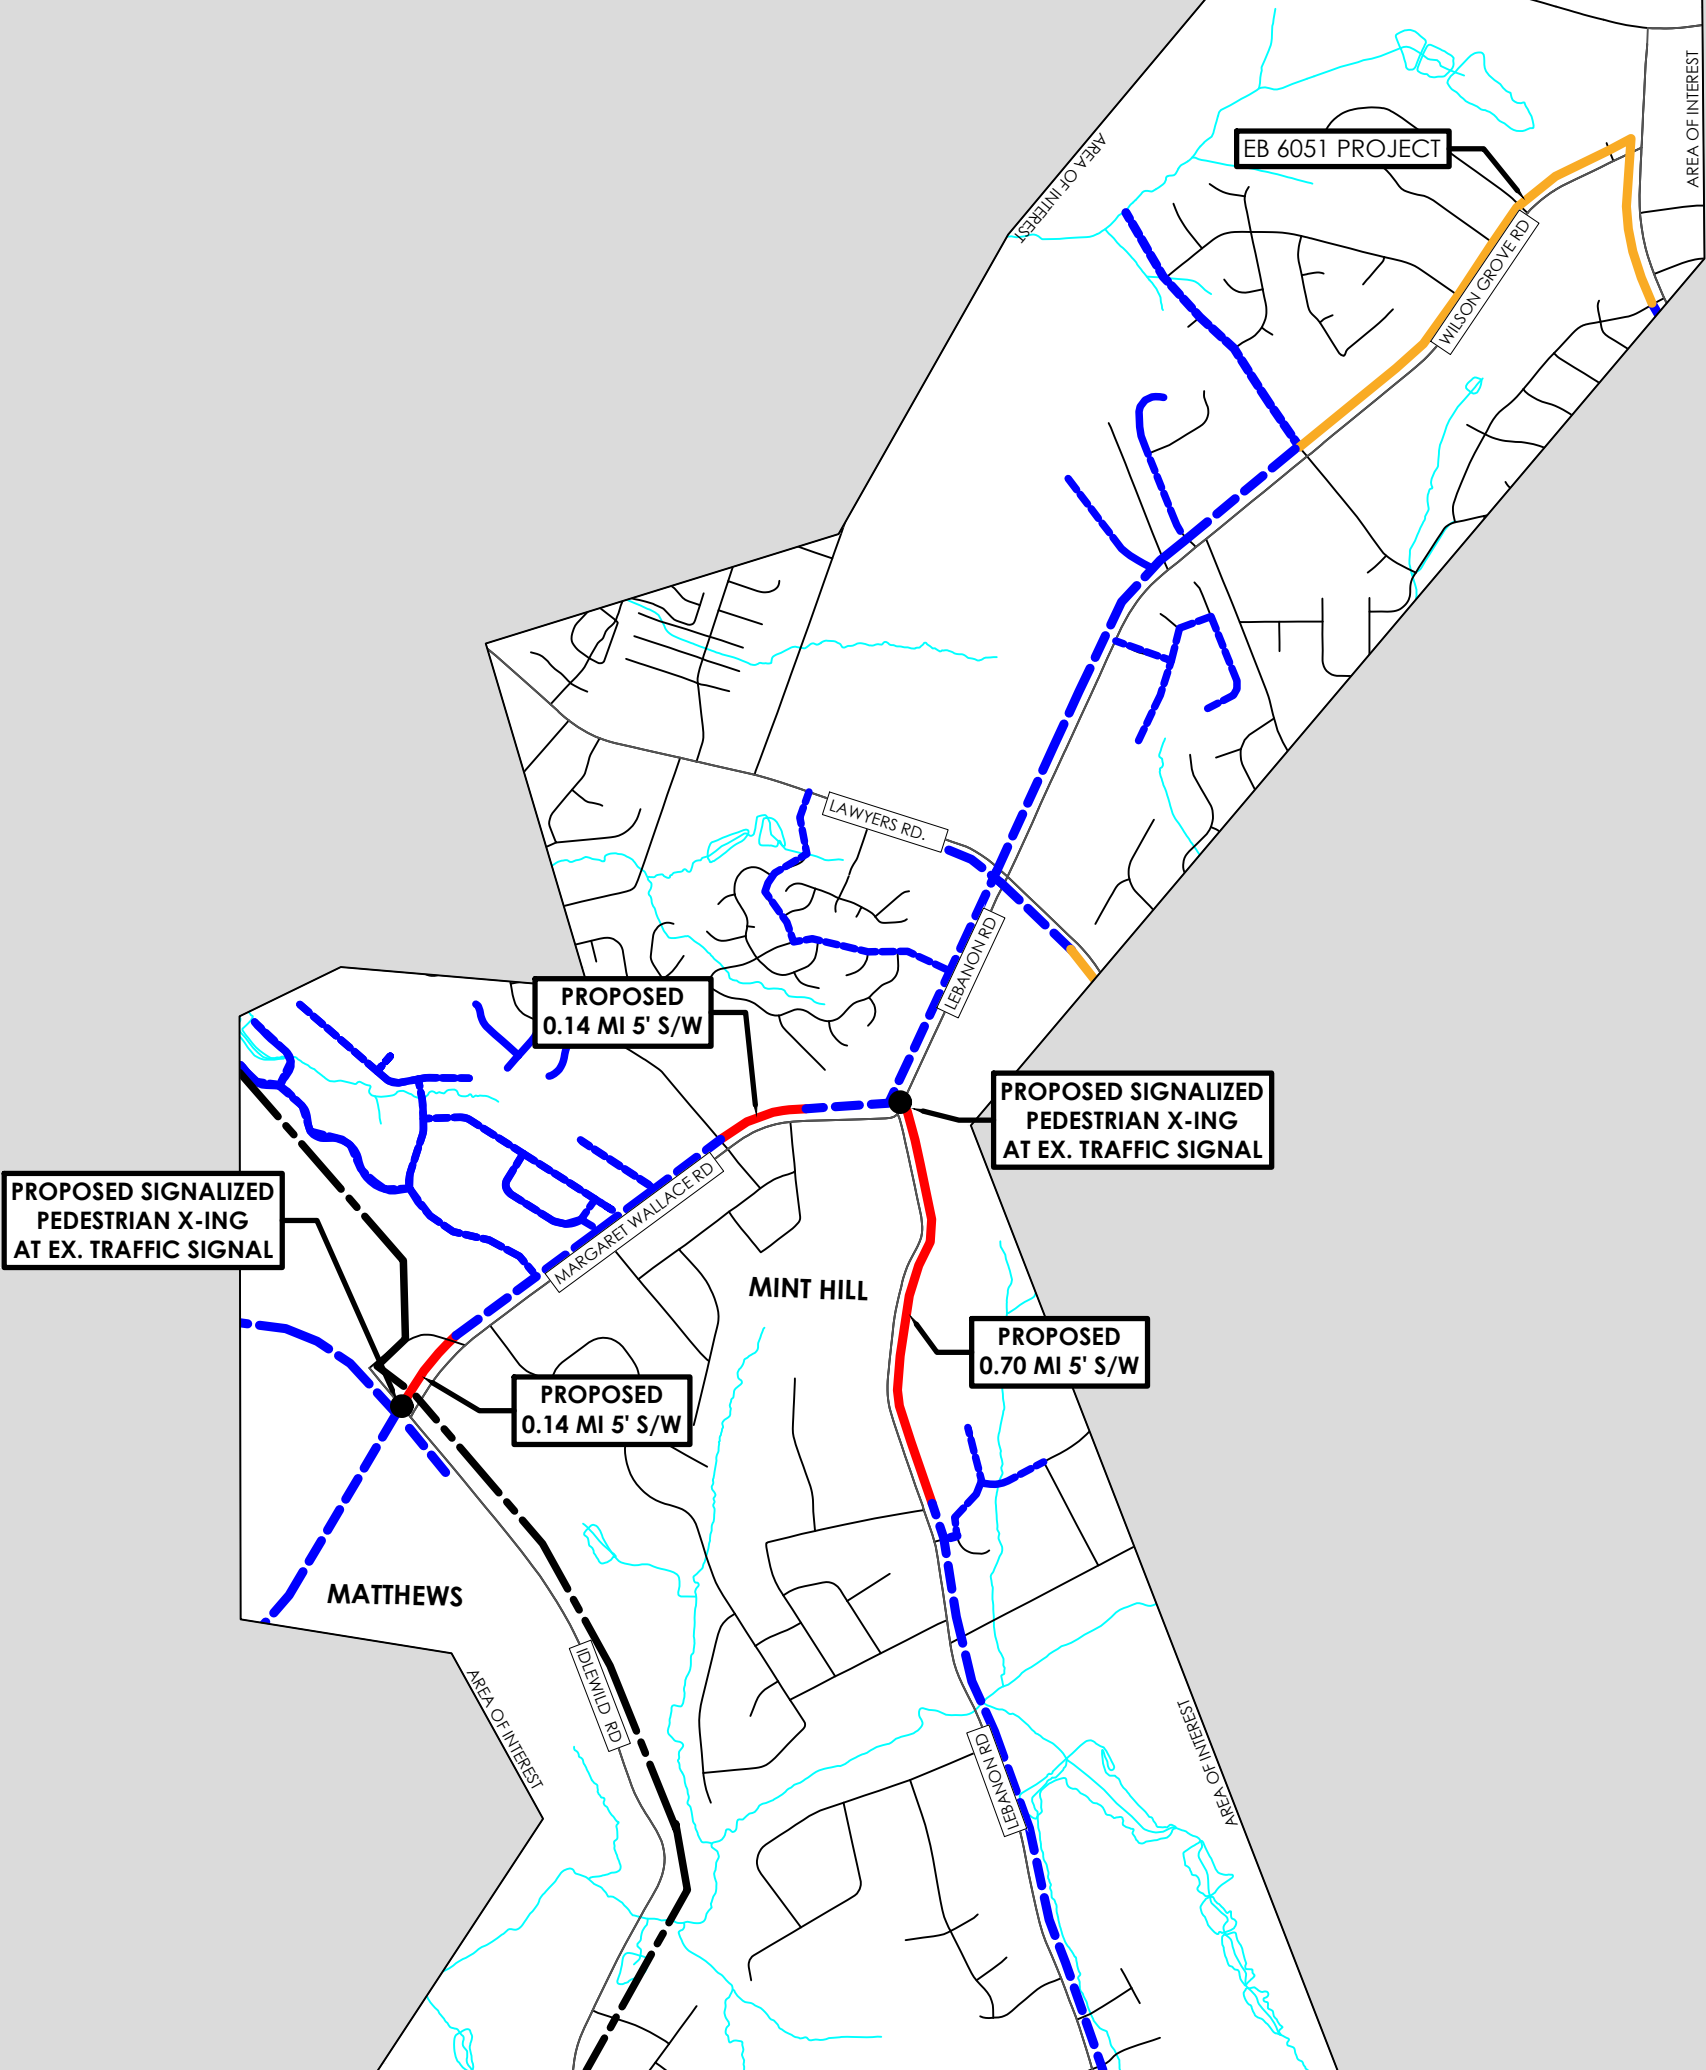 AREA OF INTEREST
AREA OF INTEREST
EB 6051 PROJECT
WILSON GROVE RD
LAWYERS RD.
LEBANON RD
PROPOSED
0.14 MI 5' S/W
PROPOSED SIGNALIZED
PEDESTRIAN X-ING
AT EX. TRAFFIC SIGNAL
PROPOSED SIGNALIZED
PEDESTRIAN X-ING
AT EX. TRAFFIC SIGNAL
MARGARET WALLACE RD
MINT HILL
PROPOSED
0.70 MI 5' S/W
PROPOSED
0.14 MI 5' S/W
MATTHEWS
IDLEWILD RD
AREA OF INTEREST
LEBANON RD
AREA OF INTEREST